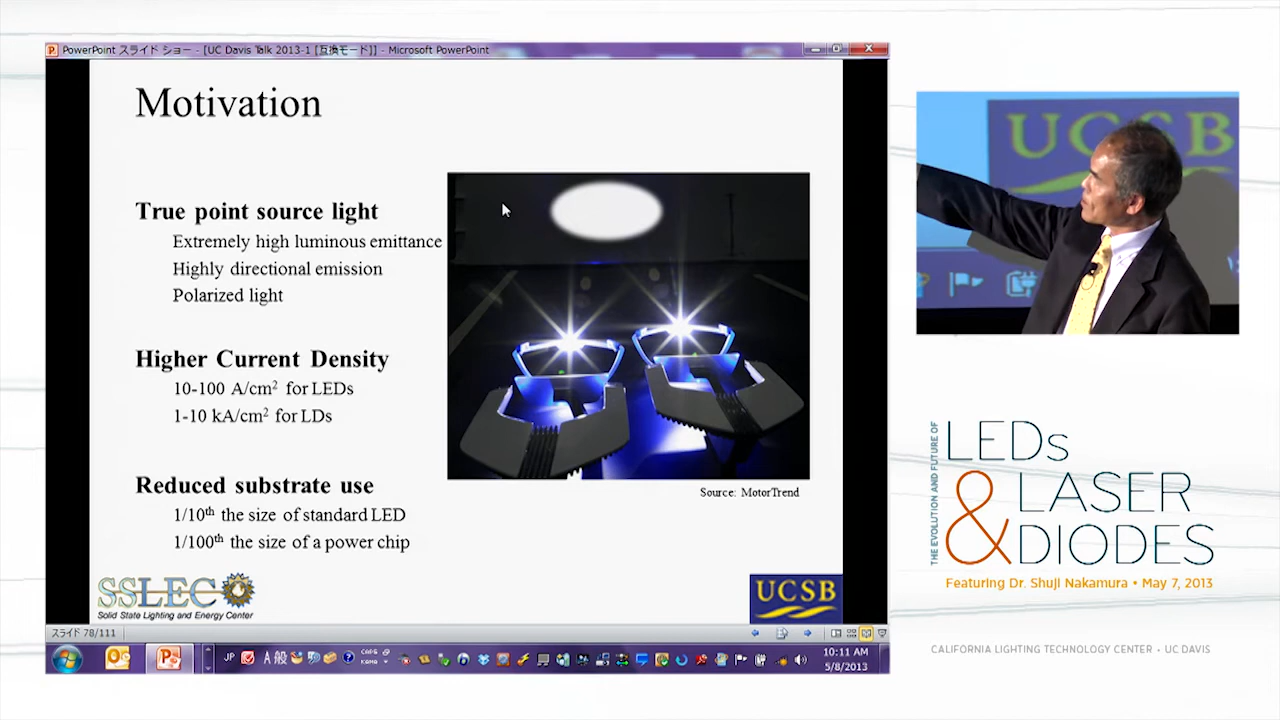 PowerPoint スライド ショー - [UC Davis Talk 2013-1 [互換モード]] - Microsoft PowerPoint
Motivation
True point source light
Extremely high luminous emittance
Highly directional emission
Polarized light
Higher Current Density
10-100 A/cm² for LEDs
1-10 kA/cm² for LDs
Reduced substrate use
1/10th the size of standard LED
1/100th the size of a power chip
Source: MotorTrend
SSLEC
Solid State Lighting and Energy Center
UCSB
スライド 78/111
JP
A 般
CAPS
KANA
10:11 AM
5/8/2013
UCSB
THE EVOLUTION AND FUTURE OF
LEDs
& LASER
DIODES
Featuring Dr. Shuji Nakamura • May 7, 2013
CALIFORNIA LIGHTING TECHNOLOGY CENTER • UC DAVIS